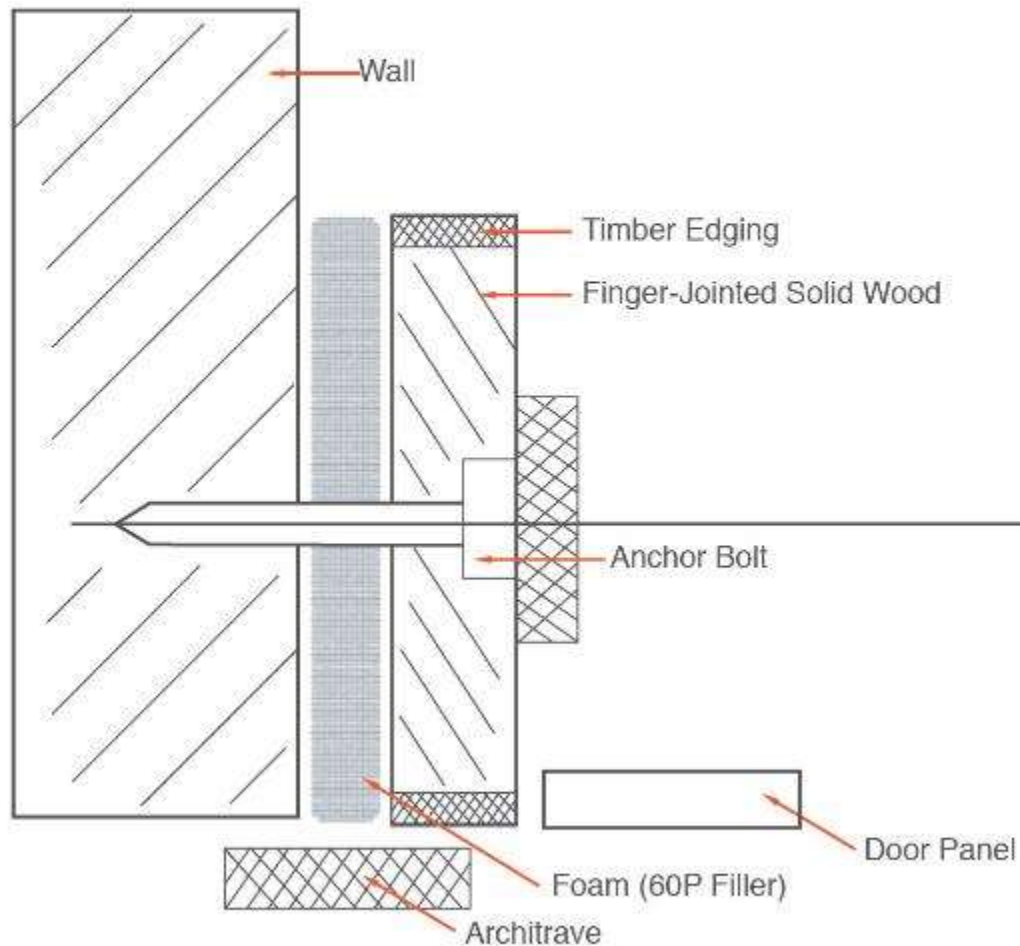 Wall
Timber Edging
Finger-Jointed Solid Wood
Anchor Bolt
Door Panel
Foam (60P Filler)
Architrave